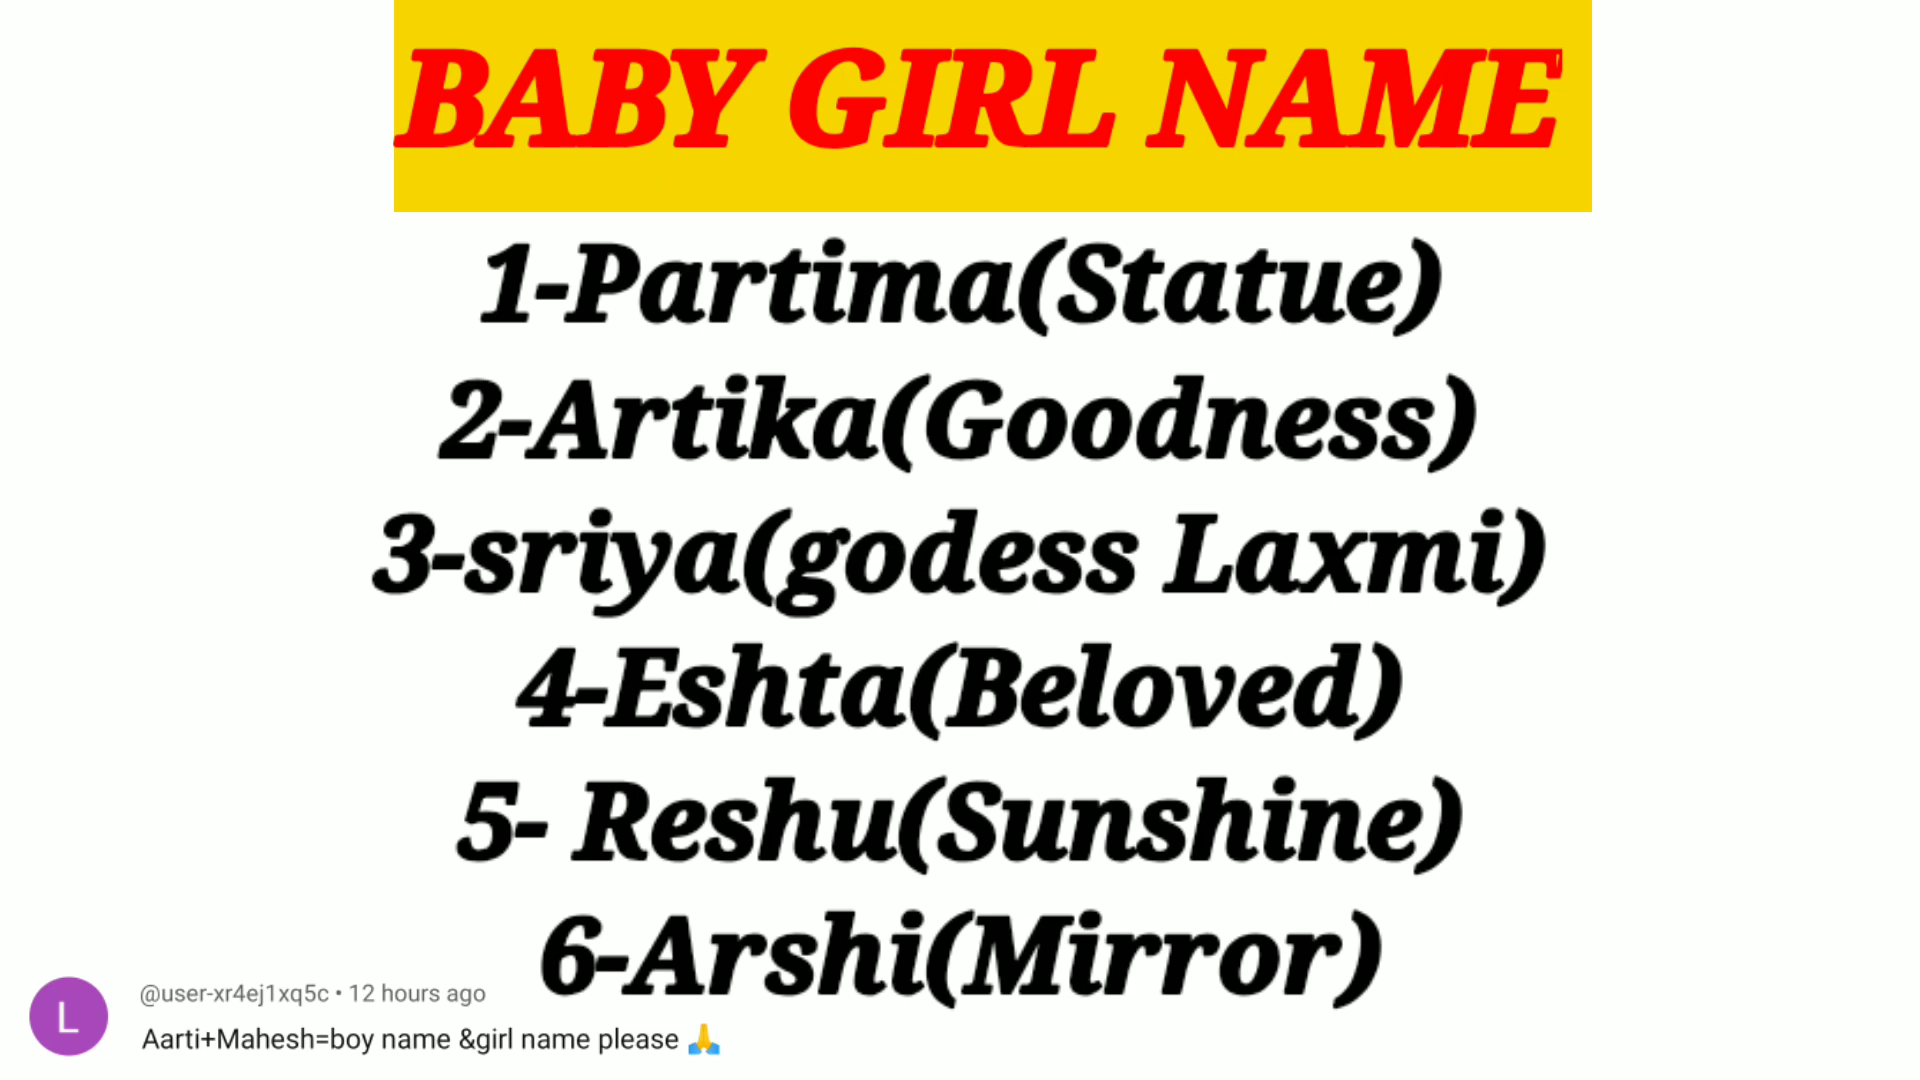 BABY GIRL NAME
1-Partima(Statue)
2-Artika(Goodness)
3-sriya(godess Laxmi)
4-Eshta(Beloved)
5- Reshu(Sunshine)
6-Arshi(Mirror)
L
@user-xr4ej1xq5c • 12 hours ago
Aarti+Mahesh=boy name &girl name please 🙏